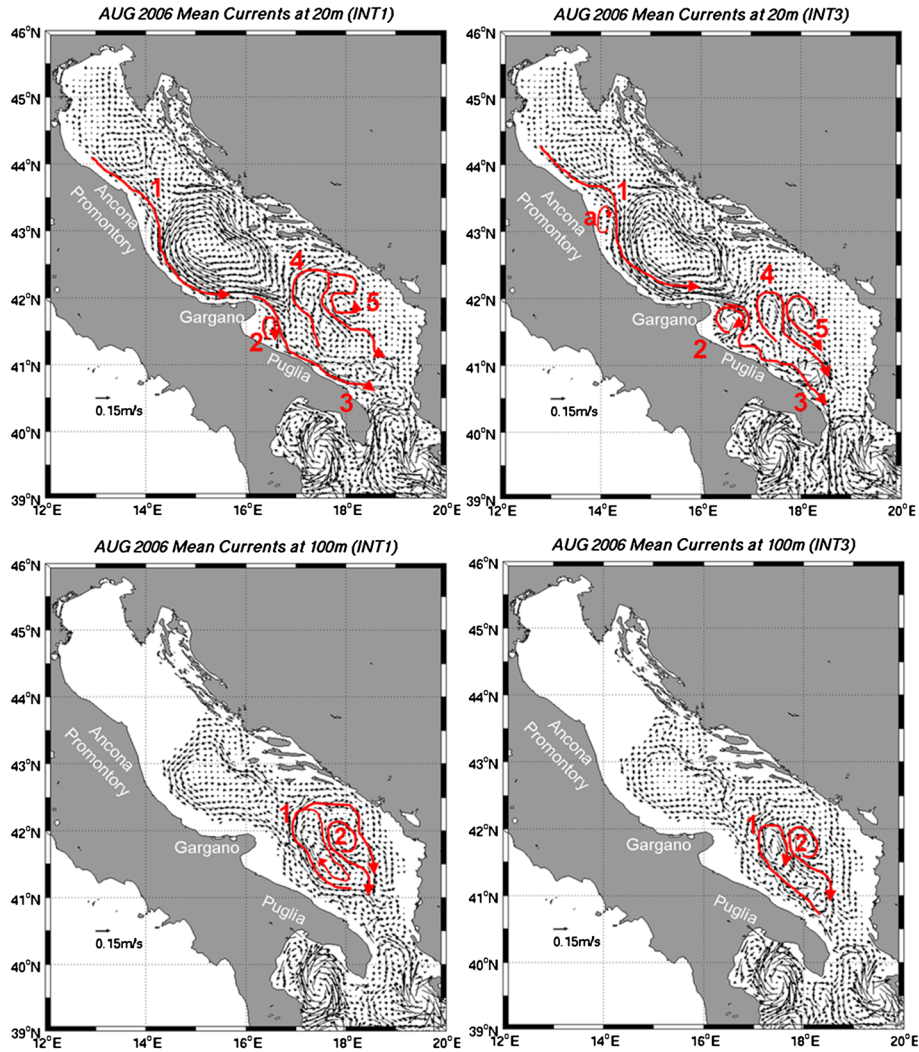 AUG 2006 Mean Currents at 20m (INT1)
46°N
45°N
44°N
43°N
42°N
41°N
40°N
39°N
12°E
14°E
16°E
18°E
20°E
Ancona
Promontory
Gargano
Puglia
0.15m/s
1
2
3
4
5
AUG 2006 Mean Currents at 20m (INT3)
46°N
45°N
44°N
43°N
42°N
41°N
40°N
39°N
12°E
14°E
16°E
18°E
20°E
Ancona
Promontory
Gargano
Puglia
0.15m/s
1
a
2
3
4
5
AUG 2006 Mean Currents at 100m (INT1)
46°N
45°N
44°N
43°N
42°N
41°N
40°N
39°N
12°E
14°E
16°E
18°E
20°E
Ancona
Promontory
Gargano
Puglia
0.15m/s
1
2
AUG 2006 Mean Currents at 100m (INT3)
46°N
45°N
44°N
43°N
42°N
41°N
40°N
39°N
12°E
14°E
16°E
18°E
20°E
Ancona
Promontory
Gargano
Puglia
0.15m/s
1
2